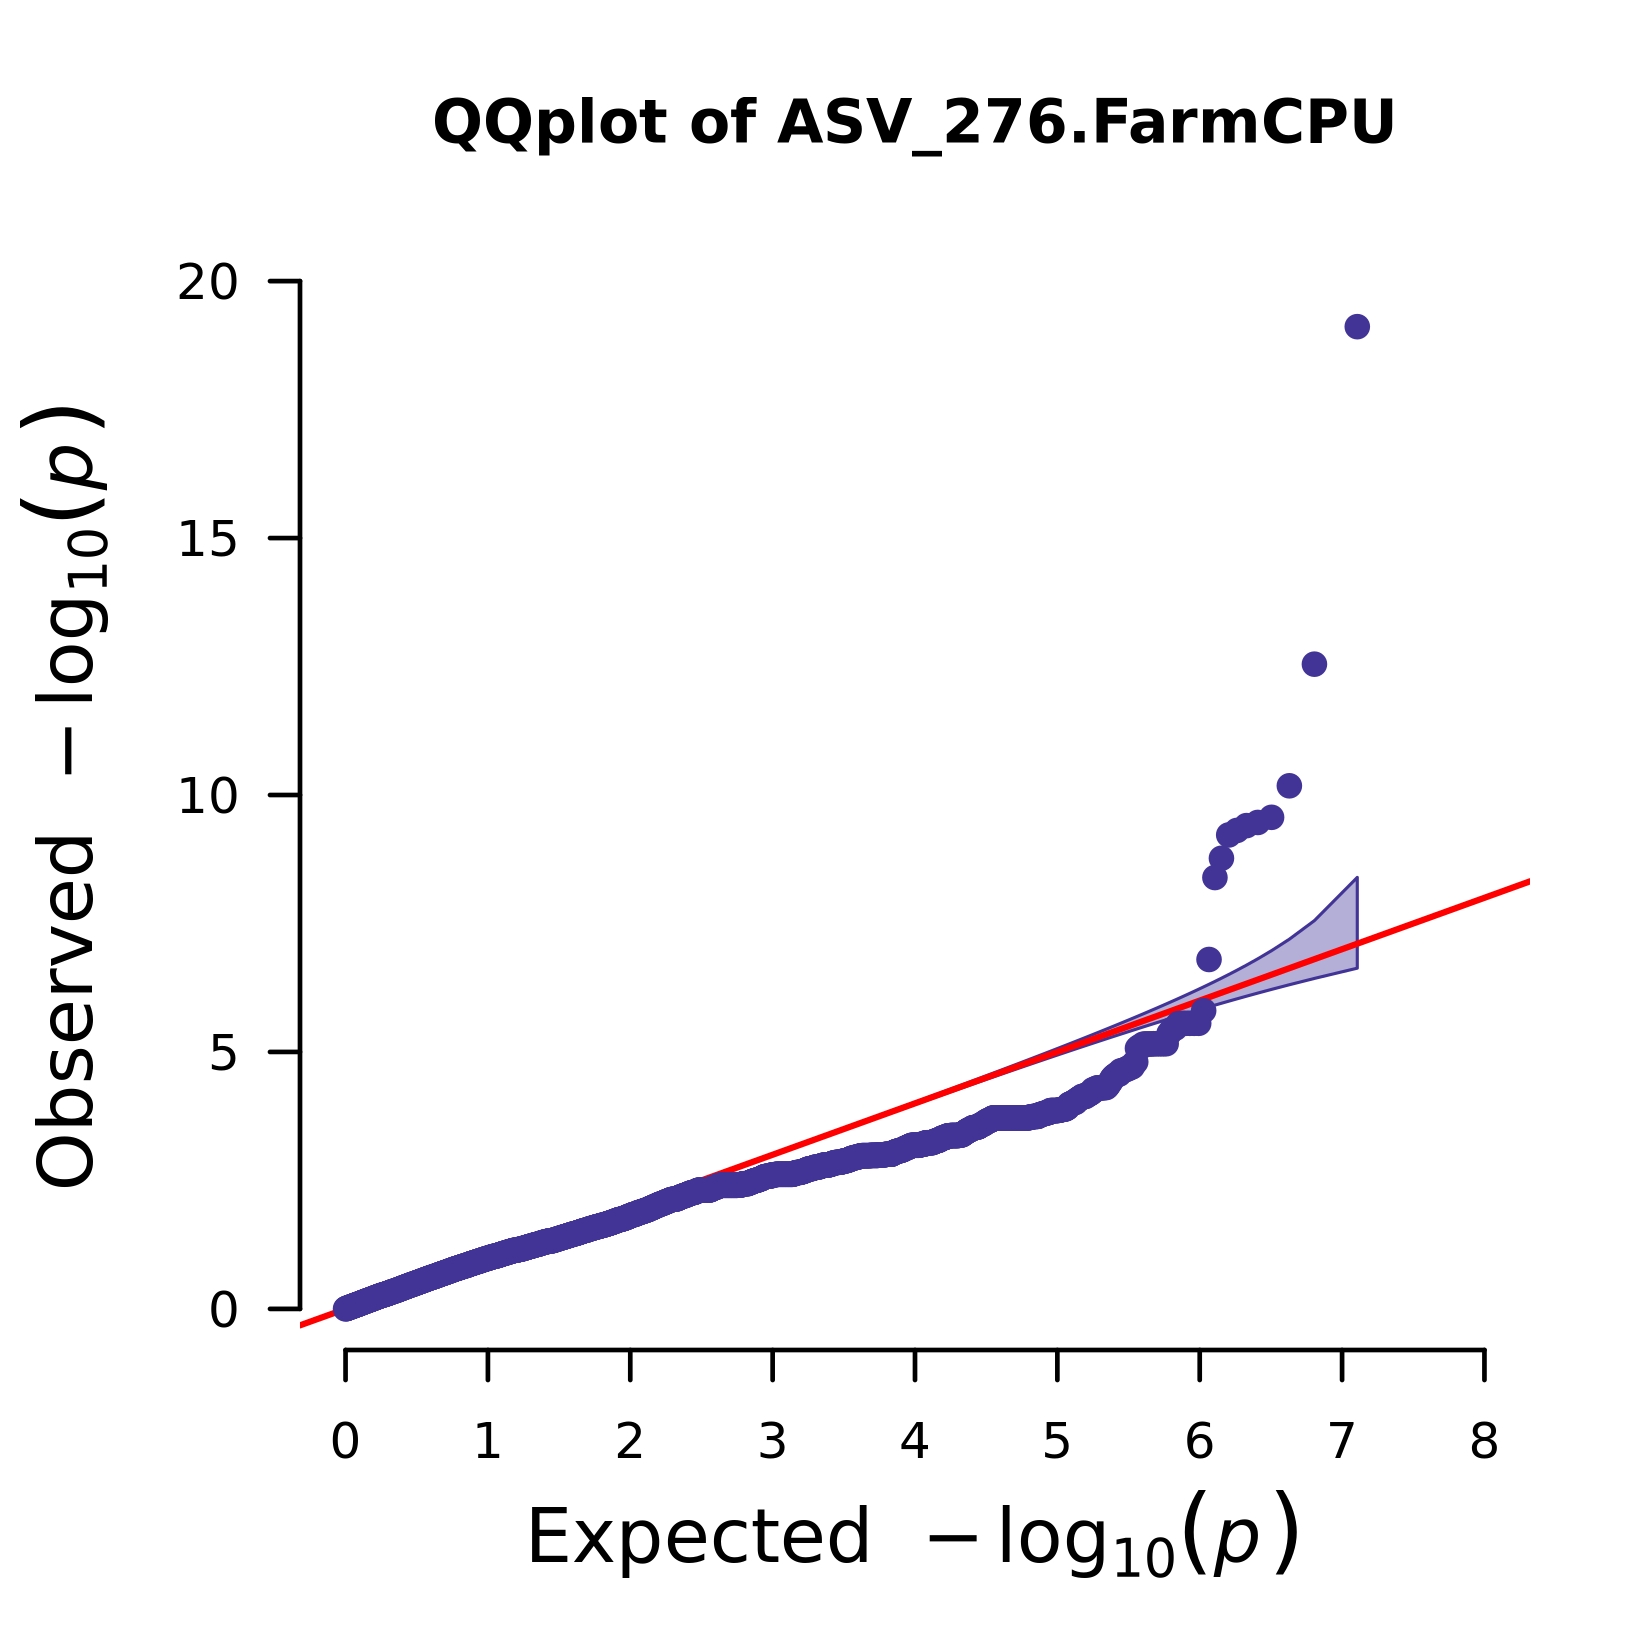 QQplot of ASV_276.FarmCPU
20
15
10
5
0
Observed −log10(p)
0 1 2 3 4 5 6 7 8
Expected −log10(p)